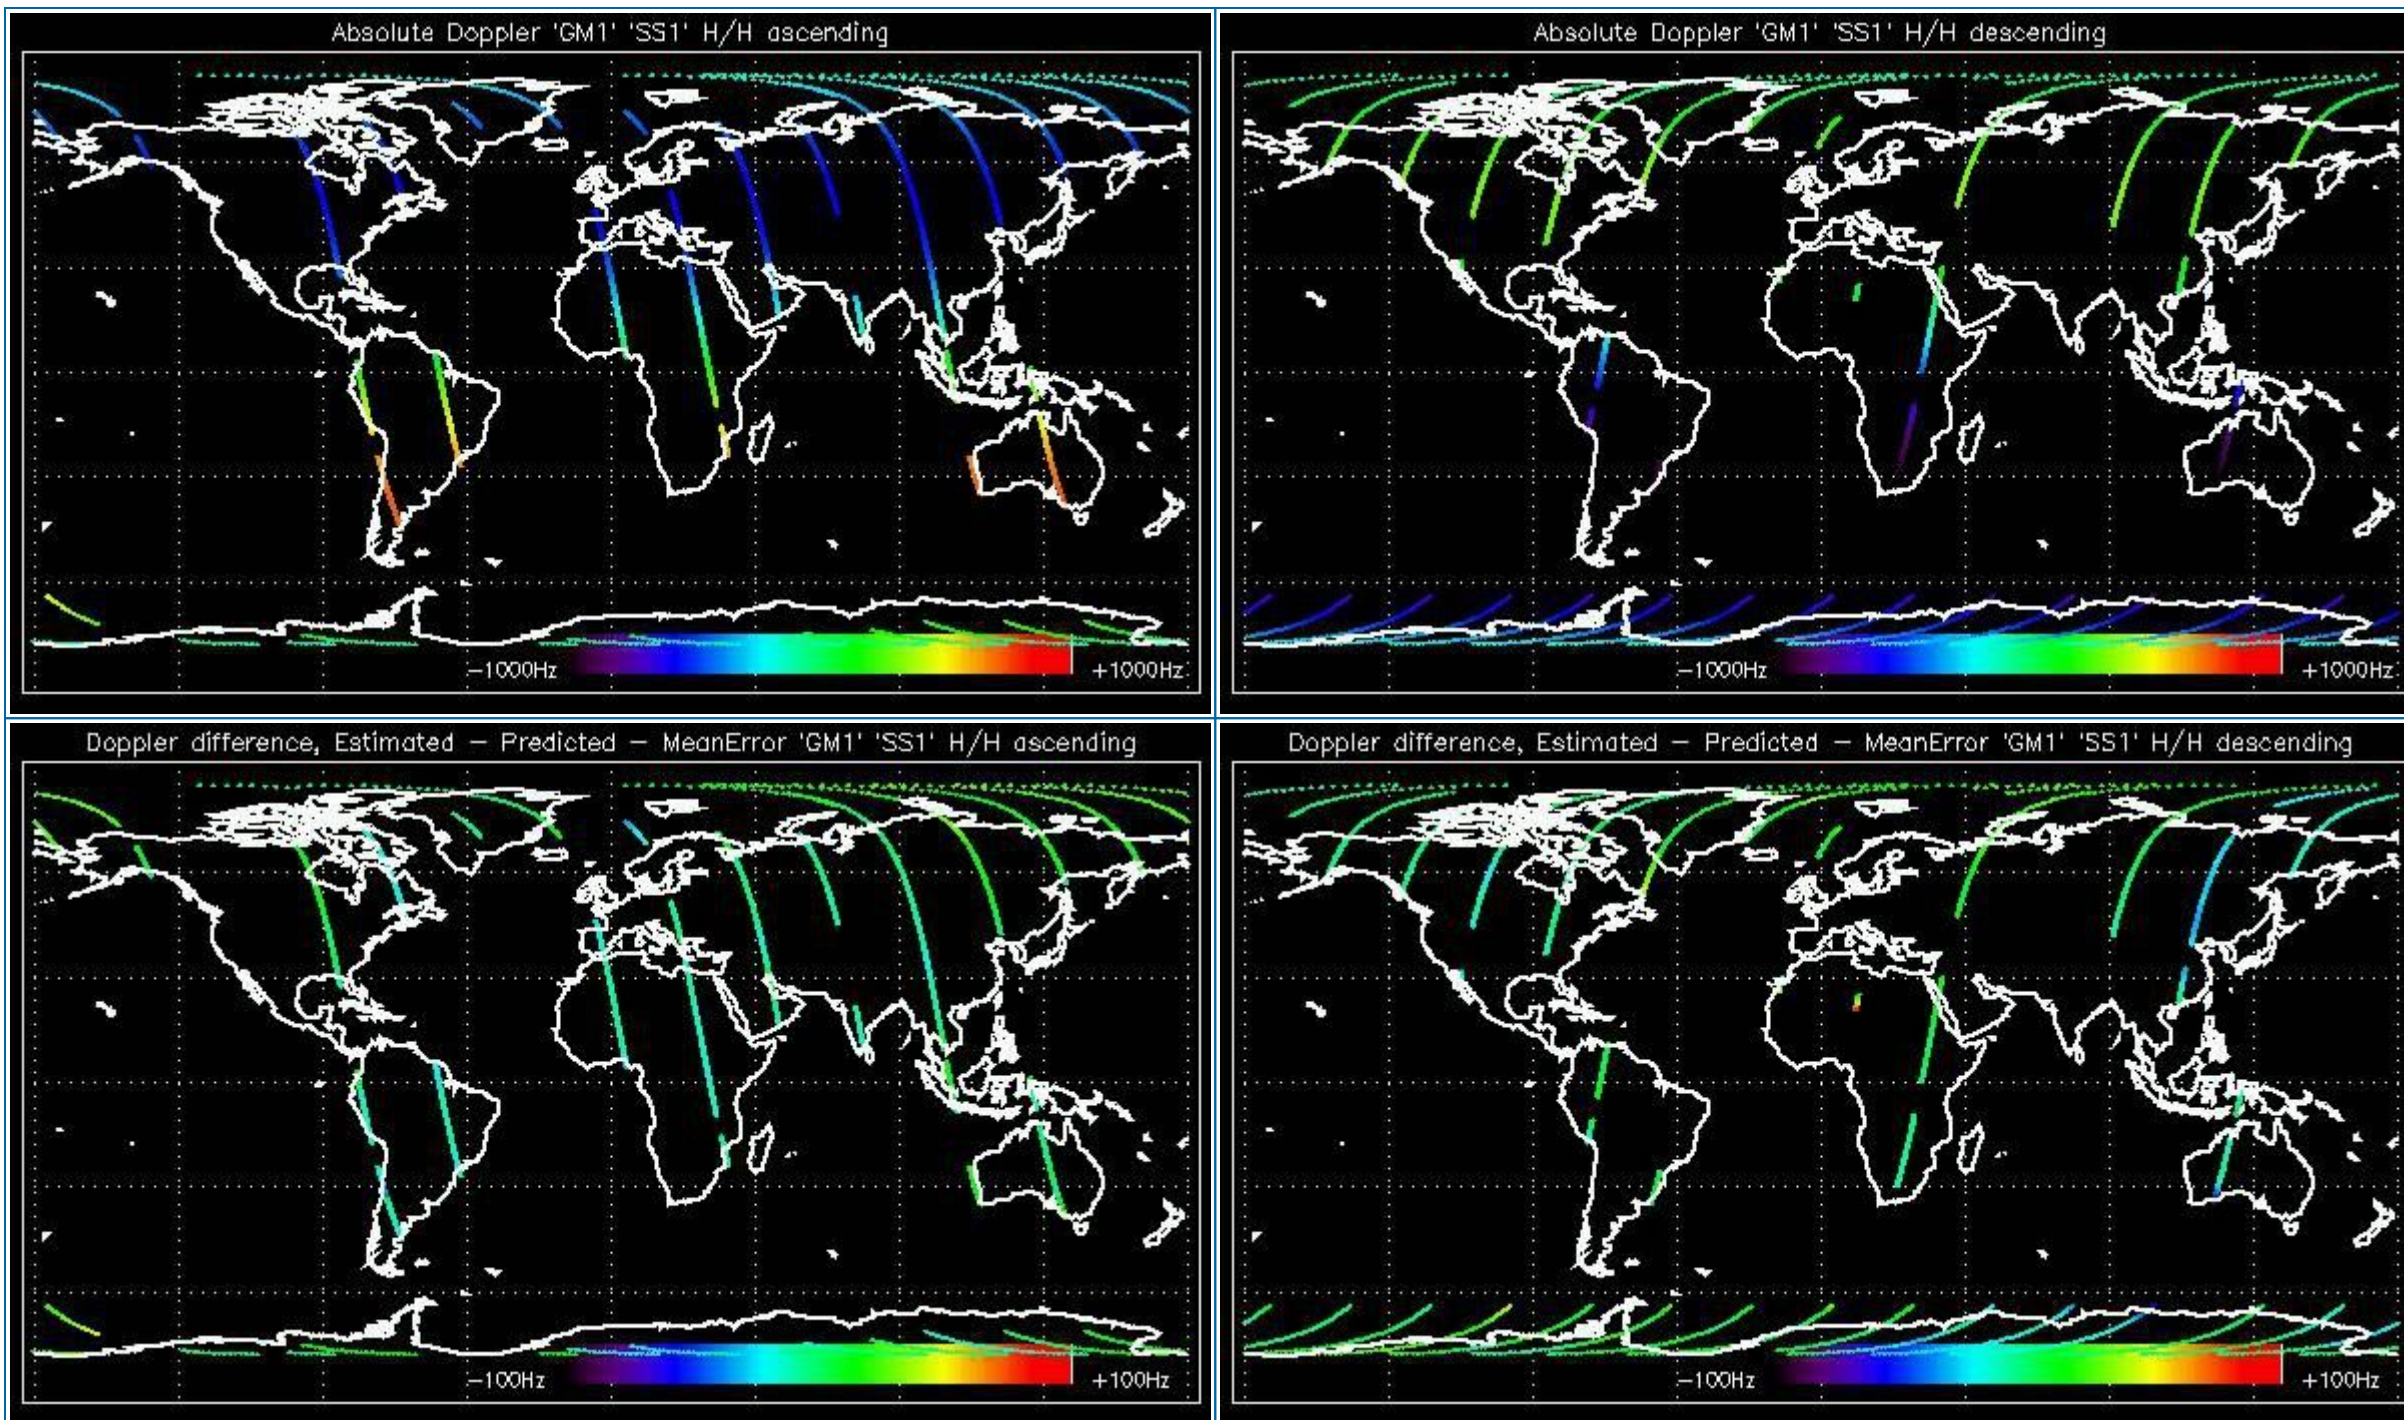 Absolute Doppler 'GM1' 'SS1' H/H ascending
−1000Hz
+1000Hz
Absolute Doppler 'GM1' 'SS1' H/H descending
−1000Hz
+1000Hz
Doppler difference, Estimated − Predicted − MeanError 'GM1' 'SS1' H/H ascending
−100Hz
+100Hz
Doppler difference, Estimated − Predicted − MeanError 'GM1' 'SS1' H/H descending
−100Hz
+100Hz